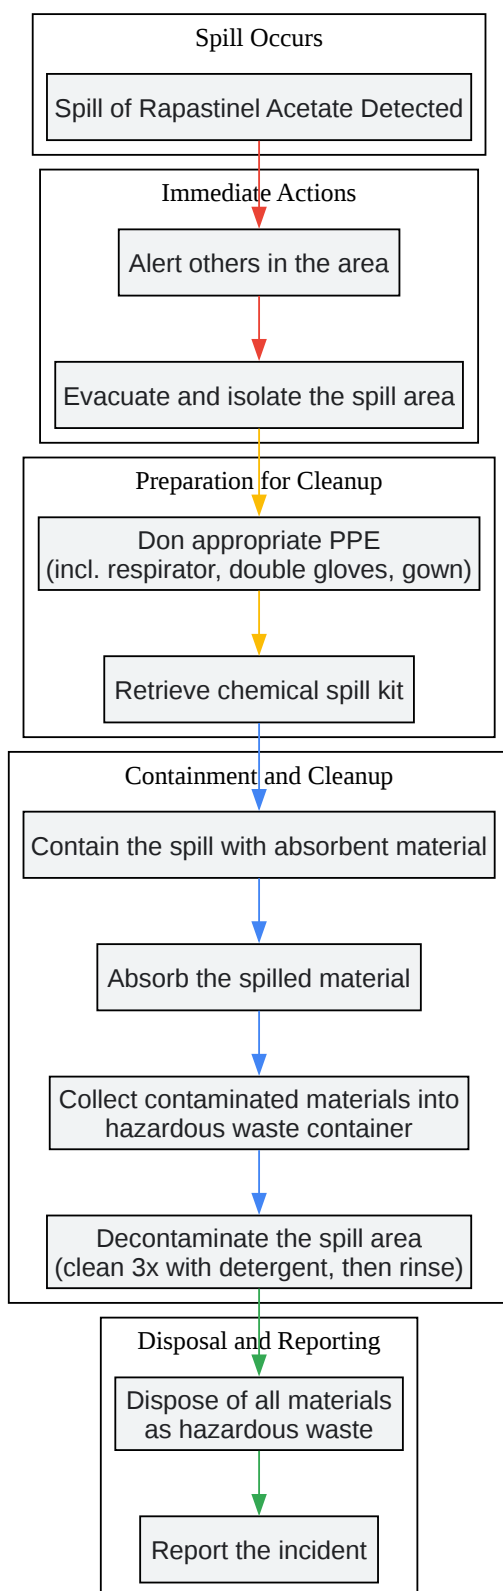 Spill Occurs
Spill of Rapastinel Acetate Detected
Immediate Actions
Alert others in the area
Evacuate and isolate the spill area
Preparation for Cleanup
Don appropriate PPE
(incl. respirator, double gloves, gown)
Retrieve chemical spill kit
Containment and Cleanup
Contain the spill with absorbent material
Absorb the spilled material
Collect contaminated materials into
hazardous waste container
Decontaminate the spill area
(clean 3x with detergent, then rinse)
Disposal and Reporting
Dispose of all materials
as hazardous waste
Report the incident